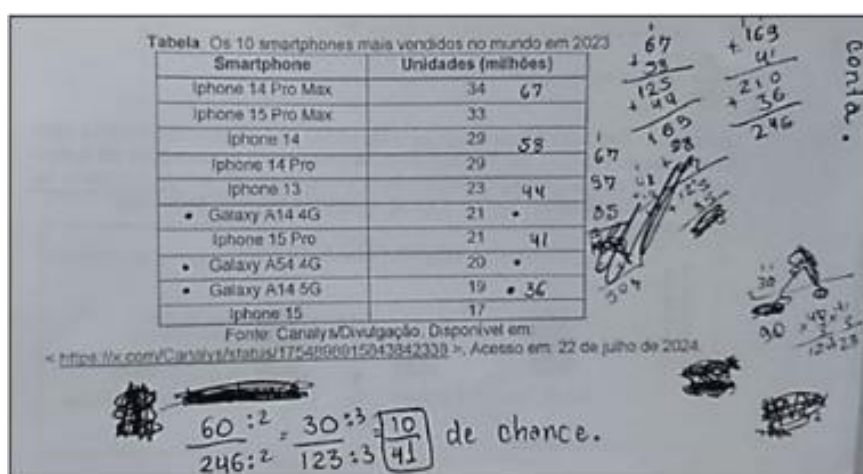 Tabela: Os 10 smartphones mais vendidos no mundo em 2023
Smartphone Unidades (milhões)
Iphone 14 Pro Max 34 67
Iphone 15 Pro Max 33
Iphone 14 29 58
Iphone 14 Pro 29
Iphone 13 23 44
• Galaxy A14 4G 21 •
Iphone 15 Pro 21 41
• Galaxy A54 4G 20 •
• Galaxy A14 5G 19 • 36
Iphone 15 17
Fonte: Canalys/Divulgação. Disponível em:
Acesso em: 22 de julho de 2024.
67
+ 58
125
+ 44
169
+ 169
41
210
+ 36
246
conta.
67
30
90
60 :2 = 30 :3 = 10 de chance.
246 :2 123 :3 41